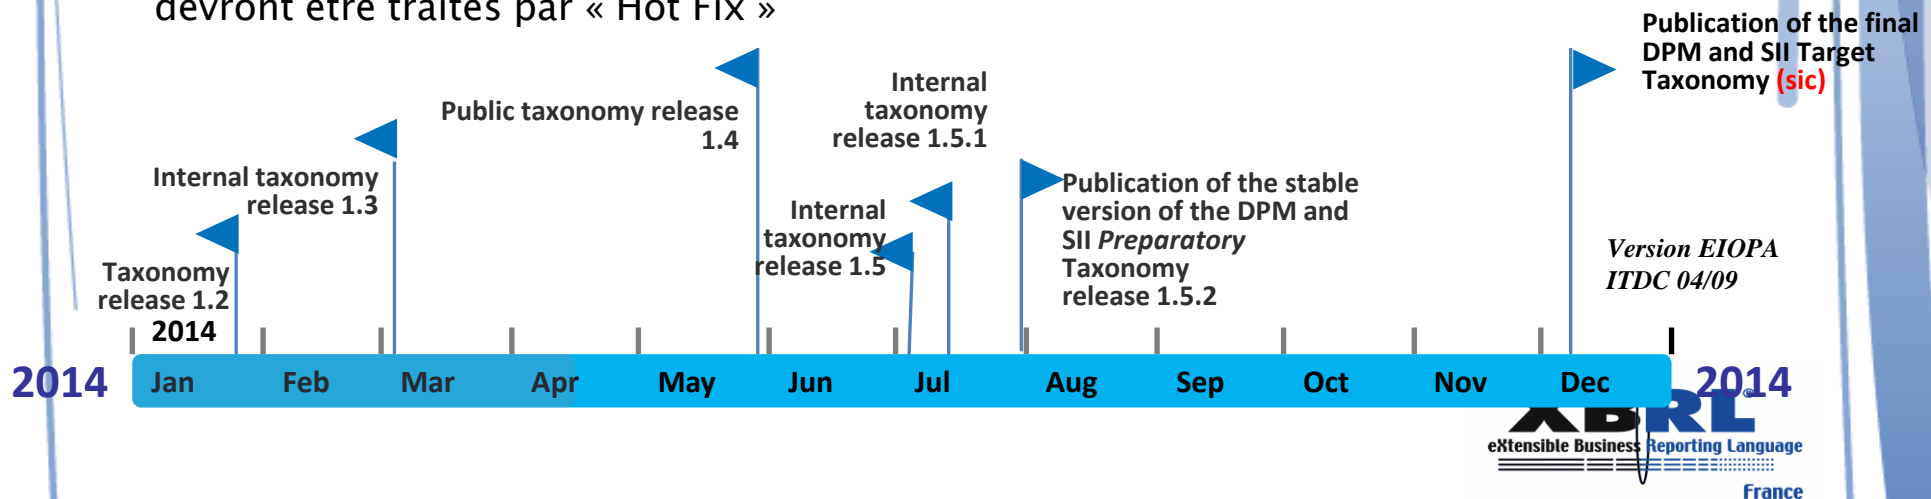 devront être traités par « Hot Fix »
Publication of the final
DPM and SII Target
Taxonomy (sic)
Internal
taxonomy
release 1.5.1
Public taxonomy release
1.4
Internal taxonomy
release 1.3
Publication of the stable
version of the DPM and
SII Preparatory
Taxonomy
release 1.5.2
Internal
taxonomy
release 1.5
Version EIOPA
ITDC 04/09
Taxonomy
release 1.2
2014
2014 Jan Feb Mar Apr May Jun Jul Aug Sep Oct Nov Dec 2014
XBRL®
eXtensible Business Reporting Language
France